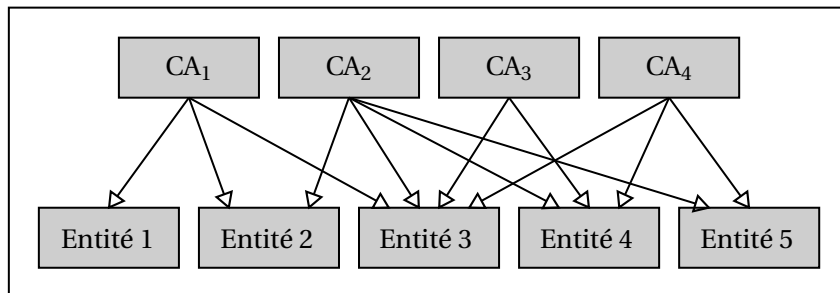 CA₁ CA₂ CA₃ CA₄
Entité 1 Entité 2 Entité 3 Entité 4 Entité 5